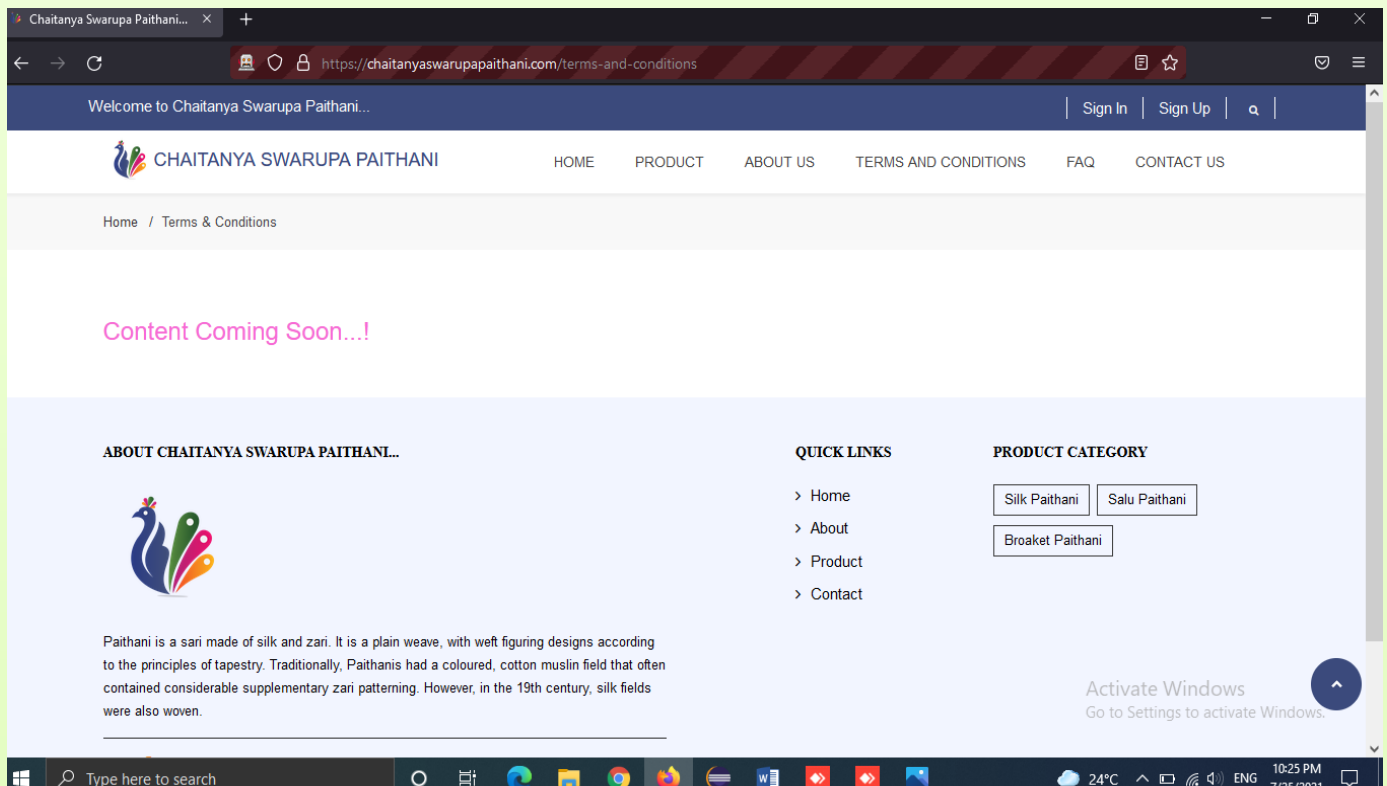 Chaitanya Swarupa Paithani...
https://chaitanyaswarupapaithani.com/terms-and-conditions
Welcome to Chaitanya Swarupa Paithani...
Sign In
Sign Up
CHAITANYA SWARUPA PAITHANI
HOME
PRODUCT
ABOUT US
TERMS AND CONDITIONS
FAQ
CONTACT US
Home / Terms & Conditions
Content Coming Soon...!
ABOUT CHAITANYA SWARUPA PAITHANI...
Paithani is a sari made of silk and zari. It is a plain weave, with weft figuring designs according
to the principles of tapestry. Traditionally, Paithanis had a coloured, cotton muslin field that often
contained considerable supplementary zari patterning. However, in the 19th century, silk fields
were also woven.
QUICK LINKS
> Home
> About
> Product
> Contact
PRODUCT CATEGORY
Silk Paithani
Salu Paithani
Broaket Paithani
Activate Windows
Go to Settings to activate Windows.
Type here to search
24°C
ENG
10:25 PM
7/25/2021